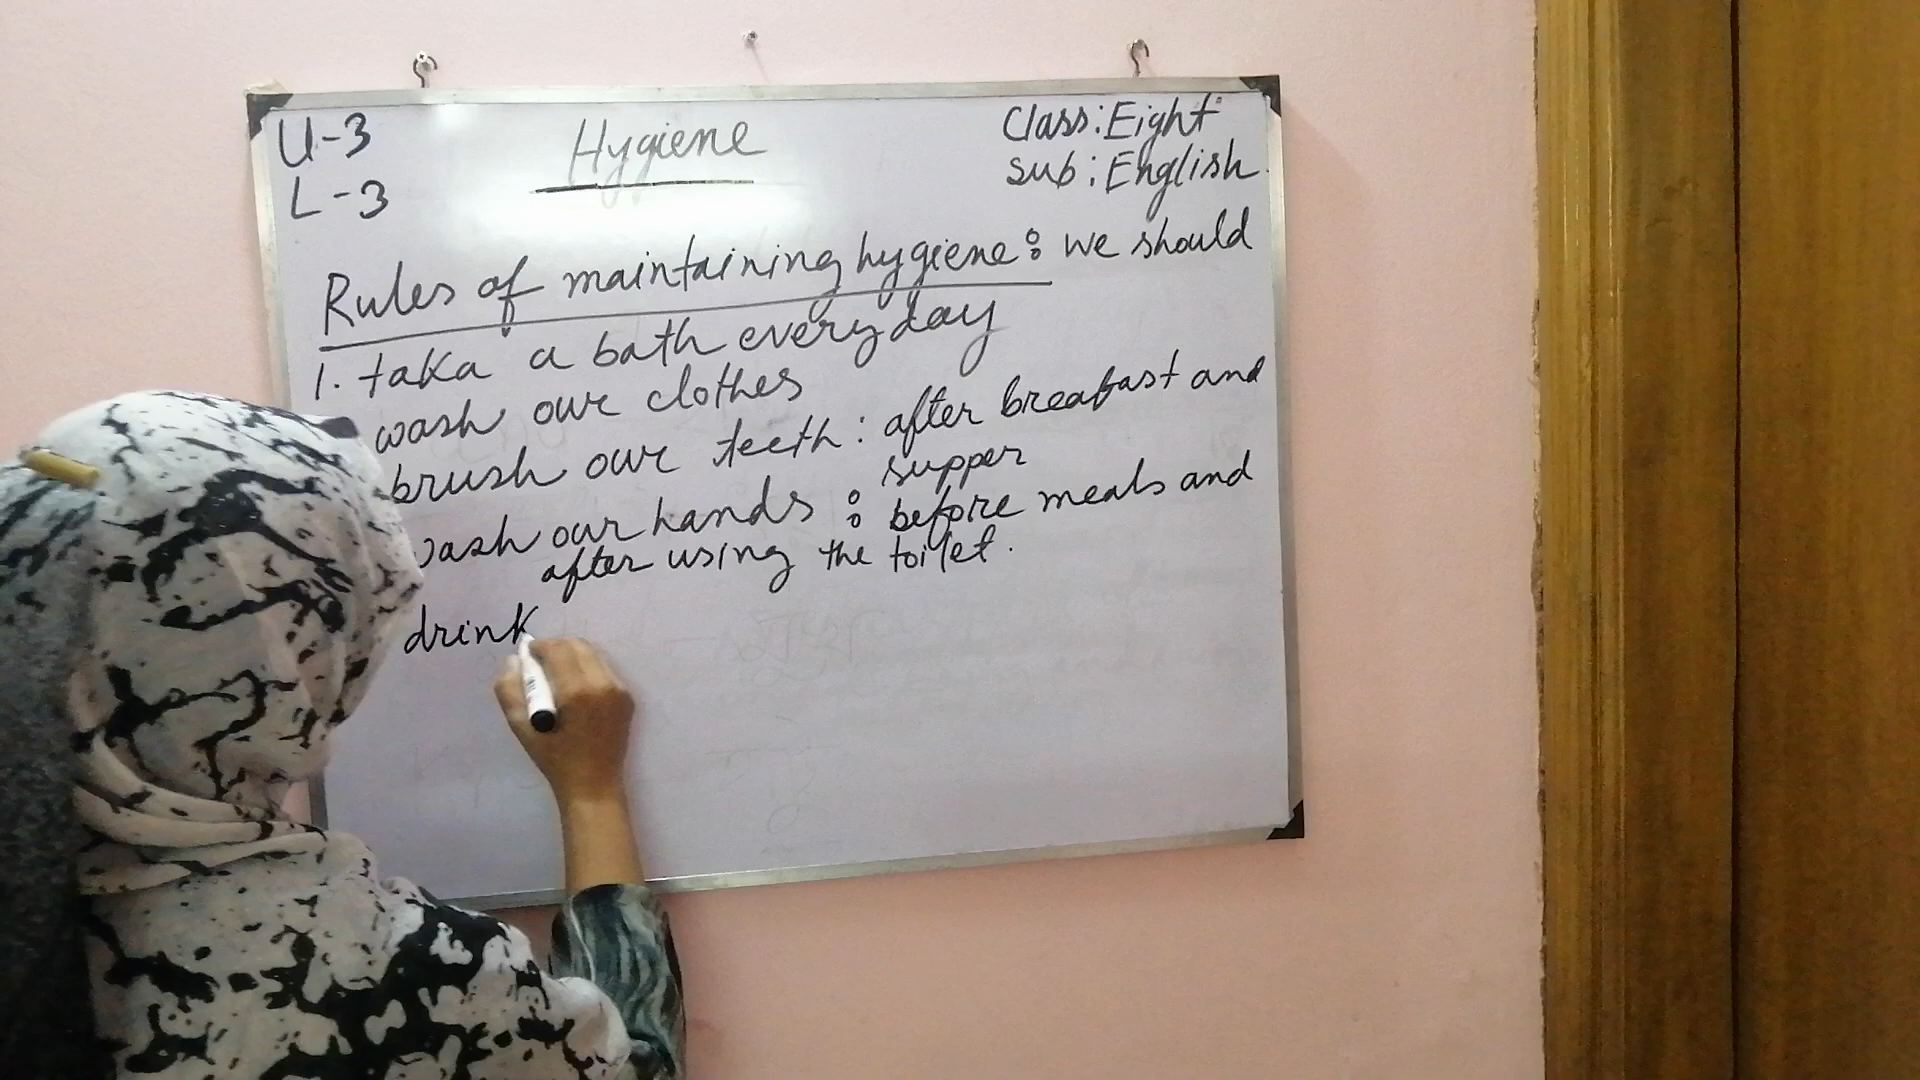 U-3
L-3
Hygiene
Class: Eight
Sub: English
Rules of maintaining hygiene: we should
1. taka a bath everyday
wash our clothes
brush our teeth: after breafast and
supper
wash our hands: before meals and
after using the toilet.
drink